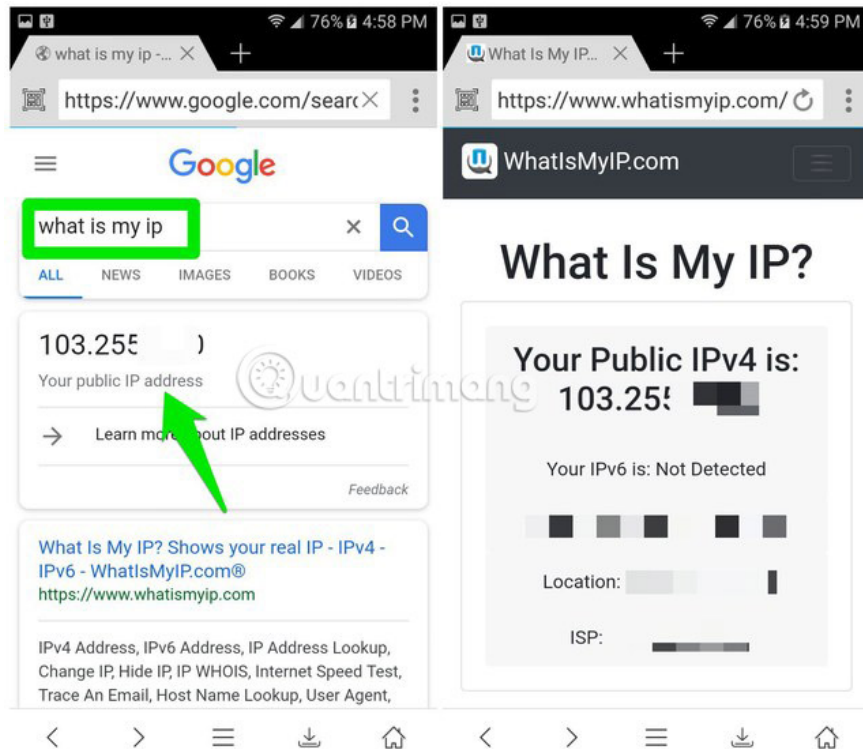 76% 4:58 PM
what is my ip -...
https://www.google.com/sear
Google
what is my ip
ALL NEWS IMAGES BOOKS VIDEOS
103.255
Your public IP address
Learn more about IP addresses
Feedback
What Is My IP? Shows your real IP - IPv4 -
IPv6 - WhatIsMyIP.com®
https://www.whatismyip.com
IPv4 Address, IPv6 Address, IP Address Lookup,
Change IP, Hide IP, IP WHOIS, Internet Speed Test,
Trace An Email, Host Name Lookup, User Agent,
76% 4:59 PM
What Is My IP...
https://www.whatismyip.com/
WhatIsMyIP.com
What Is My IP?
Your Public IPv4 is:
103.25
Your IPv6 is: Not Detected
Location:
ISP:
Quantrimang